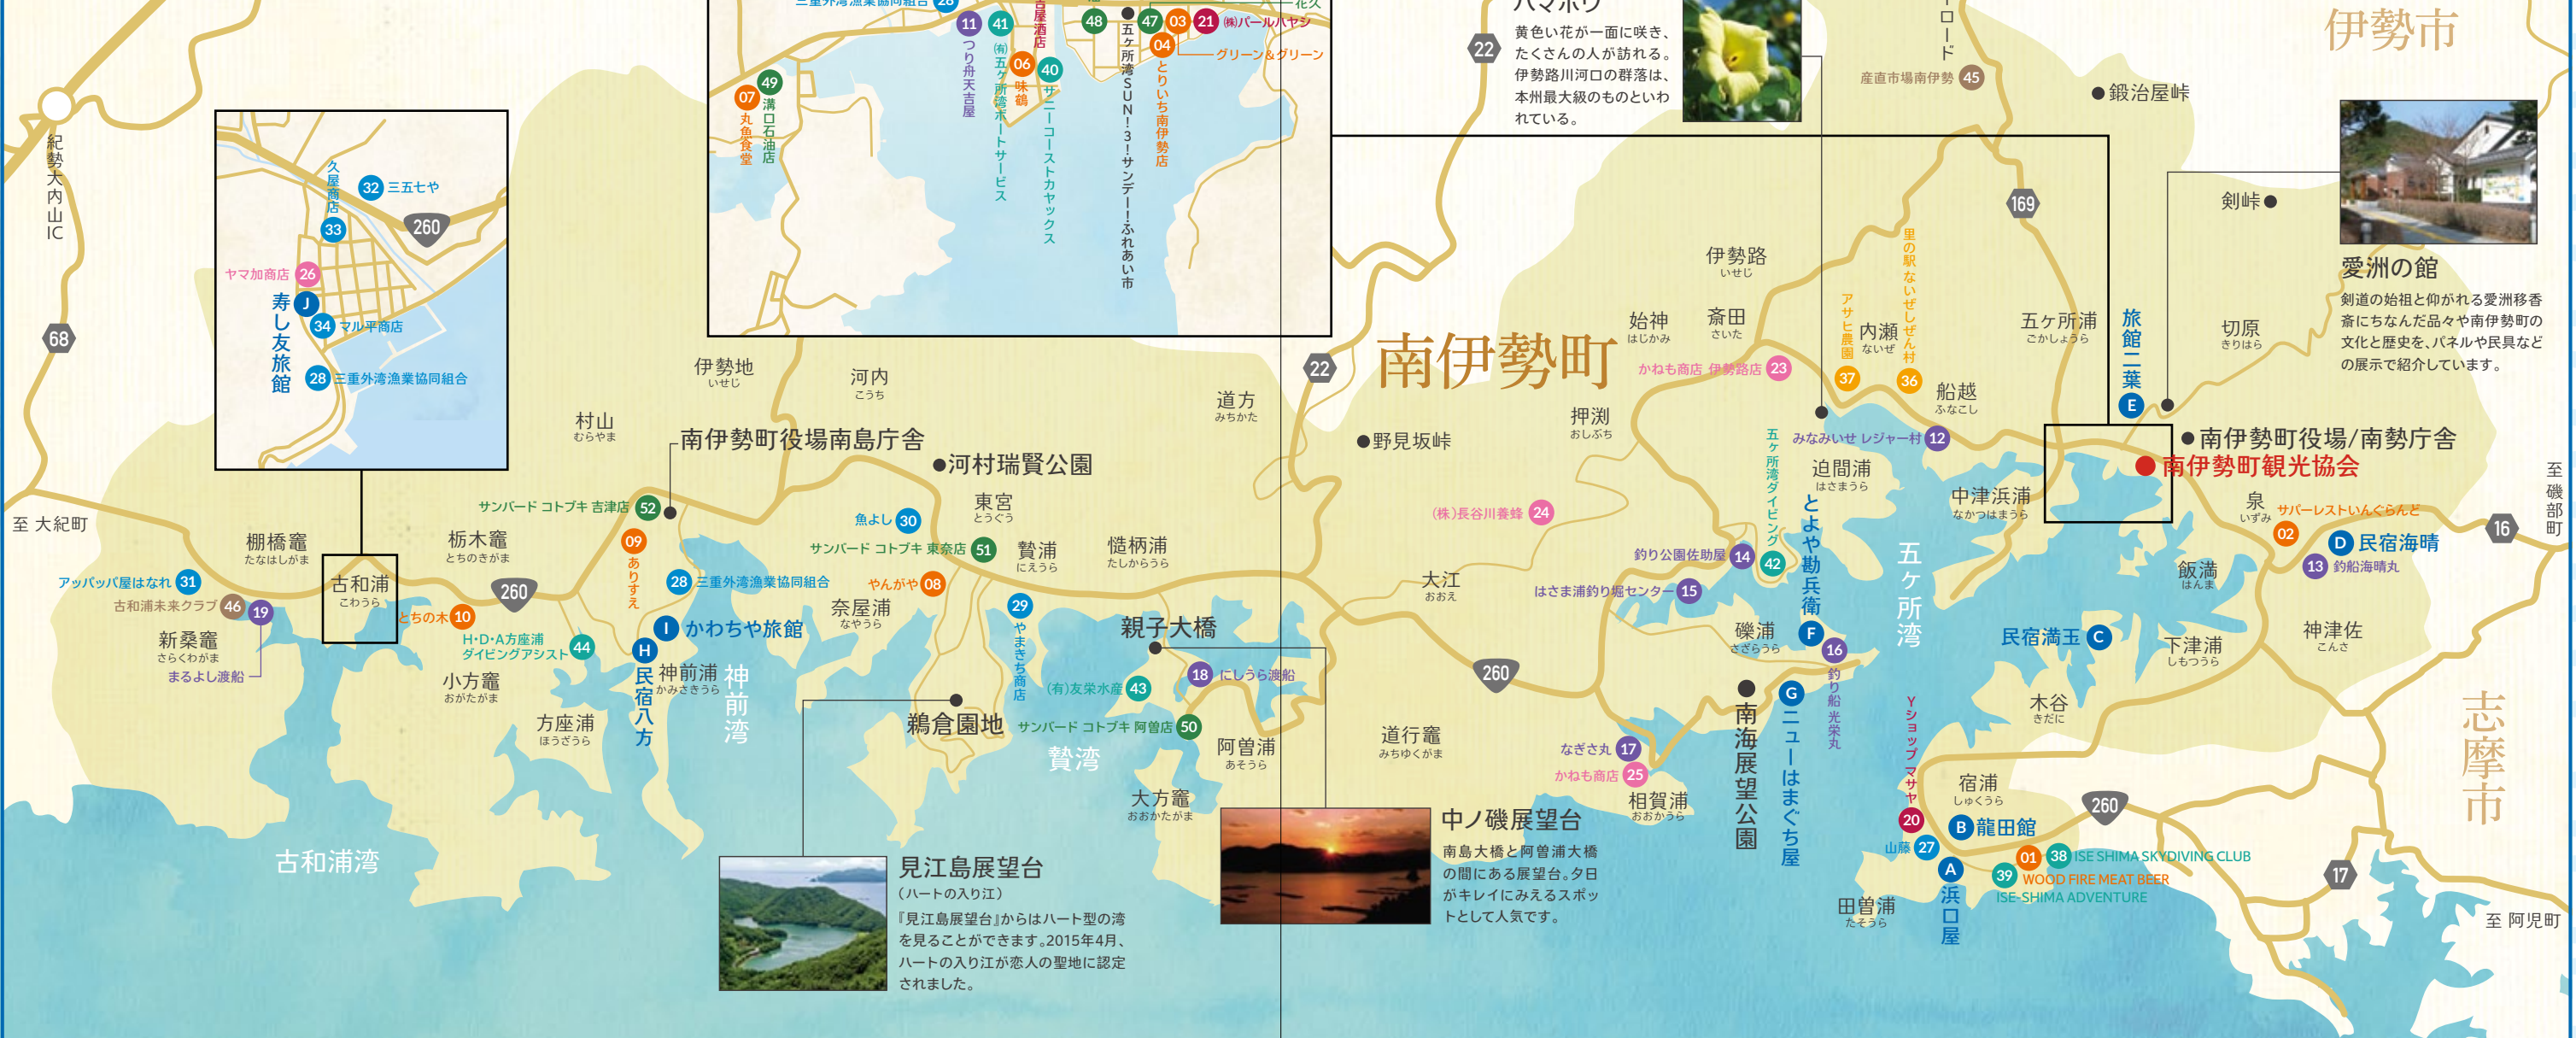 三重外湾漁業協同組合 28
11 つり舟天吉屋
41 ㈲五ヶ所湾ボートサービス
吉屋酒店
06 味鶴
40 サニーコーストカヤックス
48
五ヶ所湾SUN!3!サンデー!ふれあい市
47
花久
03
グリーン&グリーン
21 ㈱パールハヤシ
04 とりいち南伊勢店
49 溝口石油店
07 丸魚食堂
ハマボウ
黄色い花が一面に咲き、
たくさんの人が訪れる。
伊勢路川河口の群落は、
本州最大級のものといわ
れている。
22
ロード
産直市場南伊勢 45
伊勢市
鍛治屋峠
剣峠
169
愛洲の館
剣道の始祖と仰がれる愛洲移香
斎にちなんだ品々や南伊勢町の
文化と歴史を、パネルや民具など
の展示で紹介しています。
紀勢大内山IC
68
久屋商店
33
32 三五七や
260
ヤマ加商店 26
J
寿し友旅館
34 マル平商店
28 三重外湾漁業協同組合
伊勢地
いせじ
河内
こうち
村山
むらやま
道方
みちかた
22
南伊勢町
伊勢路
いせじ
始神
はじかみ
斎田
さいた
かねも商店 伊勢路店 23
アサヒ農園
37
内瀬
ないぜ
里の駅 ないぜしぜん村
36
船越
ふなこし
五ヶ所浦
ごかしょうら
旅館二葉
E
切原
きりはら
押渕
おしぶち
野見坂峠
みなみいせ レジャー村 12
南伊勢町役場/南勢庁舎
南伊勢町観光協会
南伊勢町役場南島庁舎
河村瑞賢公園
至 大紀町
サンバード コトブキ 吉津店 52
魚よし 30
東宮
とうぐう
サンバード コトブキ 東奈店 51
贄浦
にえうら
慥柄浦
たしからうら
(株)長谷川養蜂 24
五ヶ所湾ダイビング
42
迫間浦
はさまうら
とよや勘兵衛
F
中津浜浦
なかつはまうら
泉
いずみ
サパーレストいんぐらんど
02
D 民宿海晴
13 釣船海晴丸
16
至 磯部町
棚橋竈
たなはしがま
栃木竈
とちのきがま
アッパッパ屋はなれ 31
古和浦未来クラブ 46
19
まるよし渡船
新桑竈
さらくわがま
古和浦
こわうら
260
とちの木 10
09 ありすえ
28 三重外湾漁業協同組合
やんがや 08
奈屋浦
なやうら
29 やまきち商店
H・D・A方座浦
ダイビングアシスト 44
I かわちや旅館
H 民宿八方
神前浦
かみさきうら
神前湾
小方竈
おがたがま
方座浦
ほうざうら
鵜倉園地
親子大橋
18 にしうら渡船
(有)友栄水産 43
サンバード コトブキ 阿曽店 50
贄湾
阿曽浦
あそうら
大方竈
おおかたがま
大江
おおえ
釣り公園佐助屋 14
はさま浦釣り堀センター 15
礫浦
さざらうら
16 釣り船 光栄丸
五ヶ所湾
260
道行竈
みちゆくがま
なぎさ丸 17
かねも商店 25
相賀浦
おおかうら
南海展望公園
G ニューはまぐち屋
民宿満王 C
飯満
はんま
下津浦
しもつうら
神津佐
こんさ
木谷
きだに
志摩市
Yショップ マサヤ
20
宿浦
しゅくうら
260
B 龍田館
山藤 27
A 浜口屋
01
WOOD FIRE MEAT BEER
38 ISE SHIMA SKYDIVING CLUB
39
ISE-SHIMA ADVENTURE
田曽浦
たそうら
17
至 阿児町
古和浦湾
見江島展望台
(ハートの入り江)
『見江島展望台』からはハート型の湾
を見ることができます。2015年4月、
ハートの入り江が恋人の聖地に認定
されました。
中ノ磯展望台
南島大橋と阿曽浦大橋
の間にある展望台。夕日
がキレイにみえるスポッ
トとして人気です。